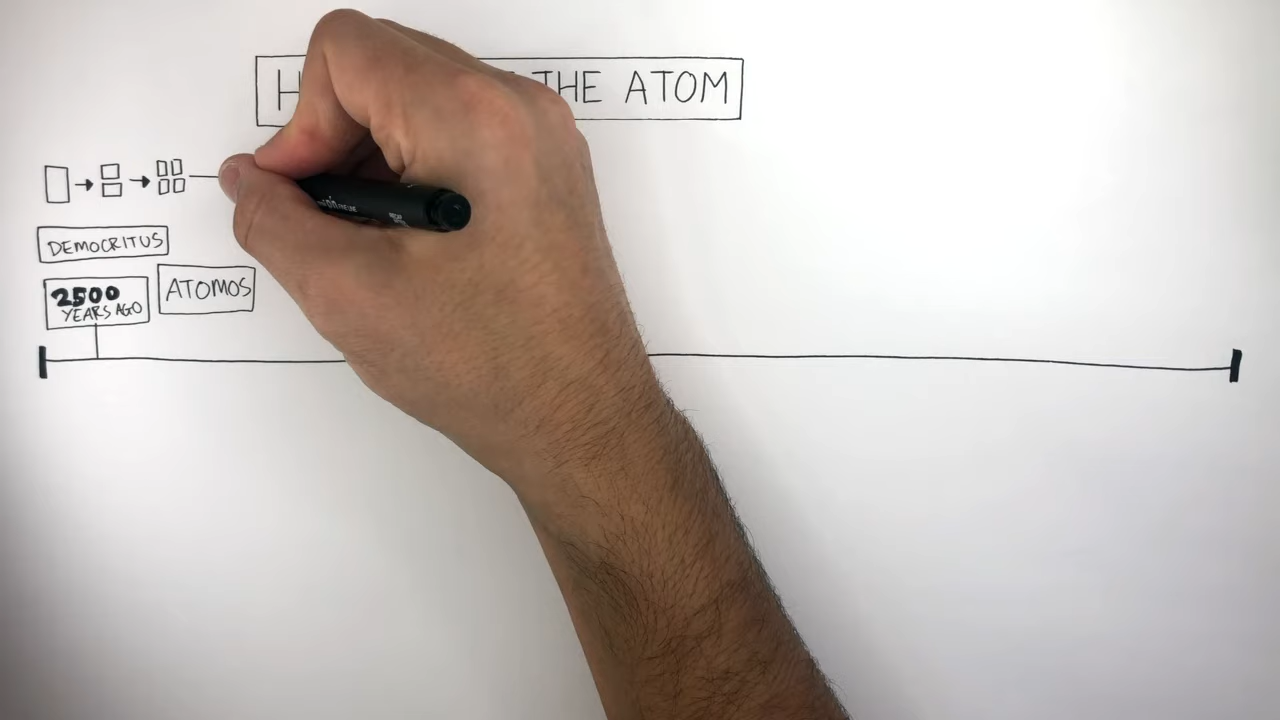 H THE ATOM
DEMOCRITUS
2500
YEARS AGO
ATOMOS